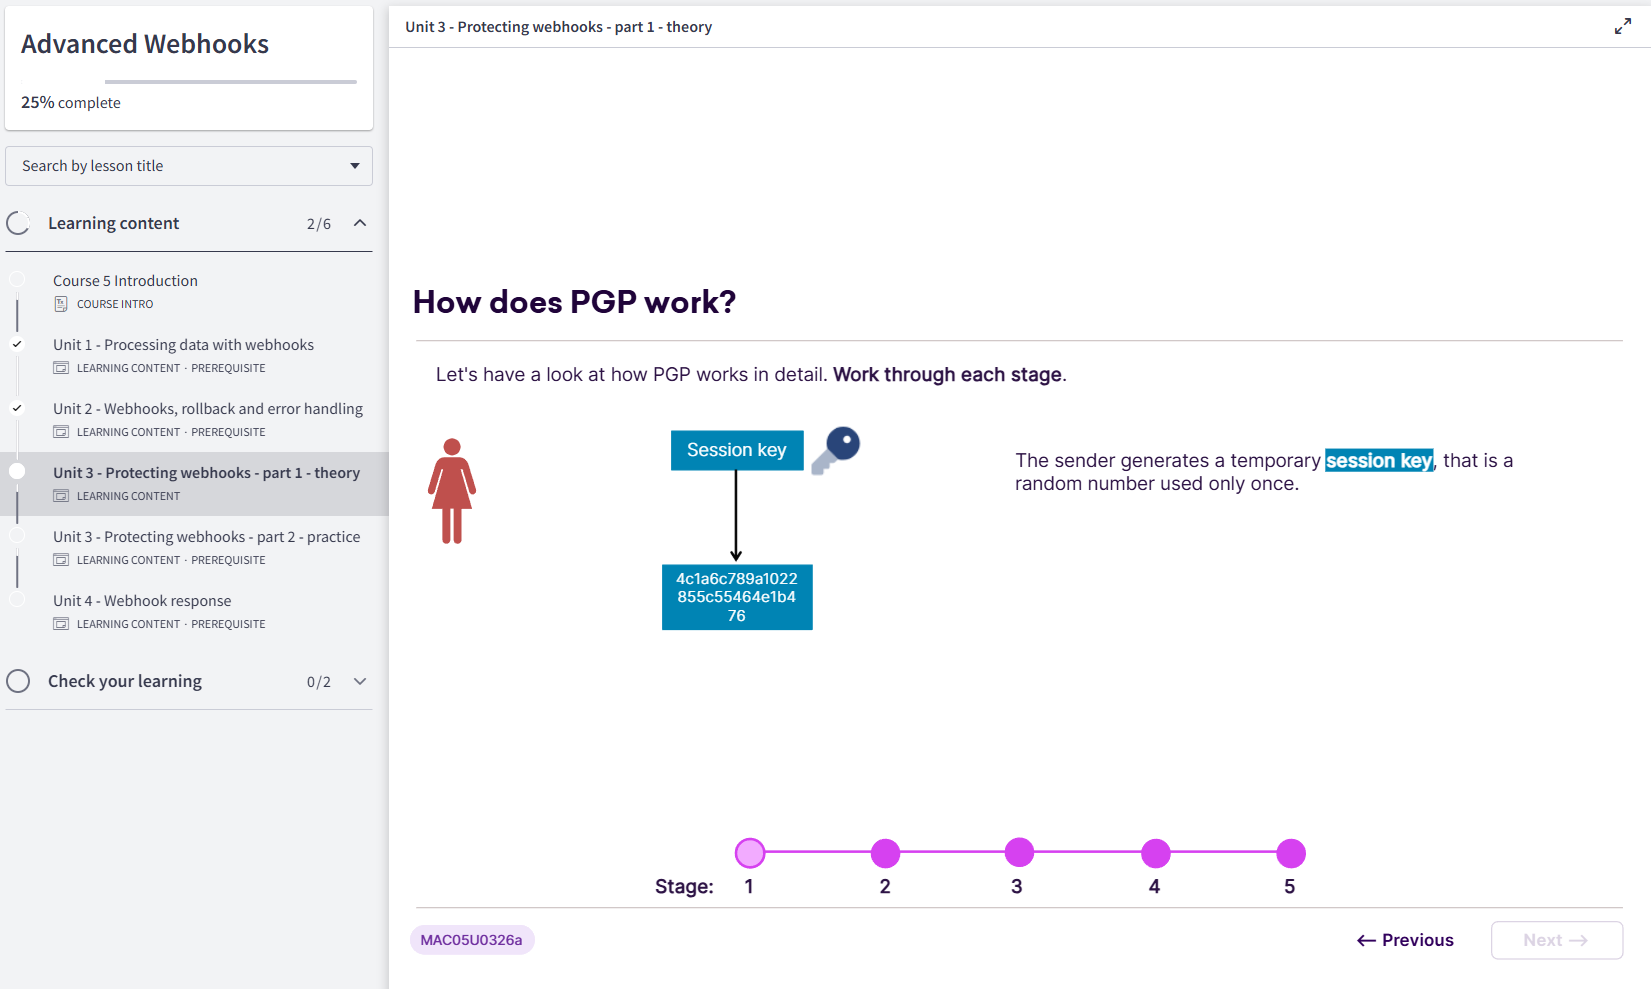 Advanced Webhooks
25% complete
Search by lesson title
Learning content 2/6
Course 5 Introduction
COURSE INTRO
Unit 1 - Processing data with webhooks
LEARNING CONTENT · PREREQUISITE
Unit 2 - Webhooks, rollback and error handling
LEARNING CONTENT · PREREQUISITE
Unit 3 - Protecting webhooks - part 1 - theory
LEARNING CONTENT
Unit 3 - Protecting webhooks - part 2 - practice
LEARNING CONTENT · PREREQUISITE
Unit 4 - Webhook response
LEARNING CONTENT · PREREQUISITE
Check your learning 0/2
Unit 3 - Protecting webhooks - part 1 - theory
How does PGP work?
Let's have a look at how PGP works in detail. Work through each stage.
Session key
4c1a6c789a1022
855c55464e1b4
76
The sender generates a temporary session key, that is a
random number used only once.
Stage: 1 2 3 4 5
MAC05U0326a
← Previous
Next →